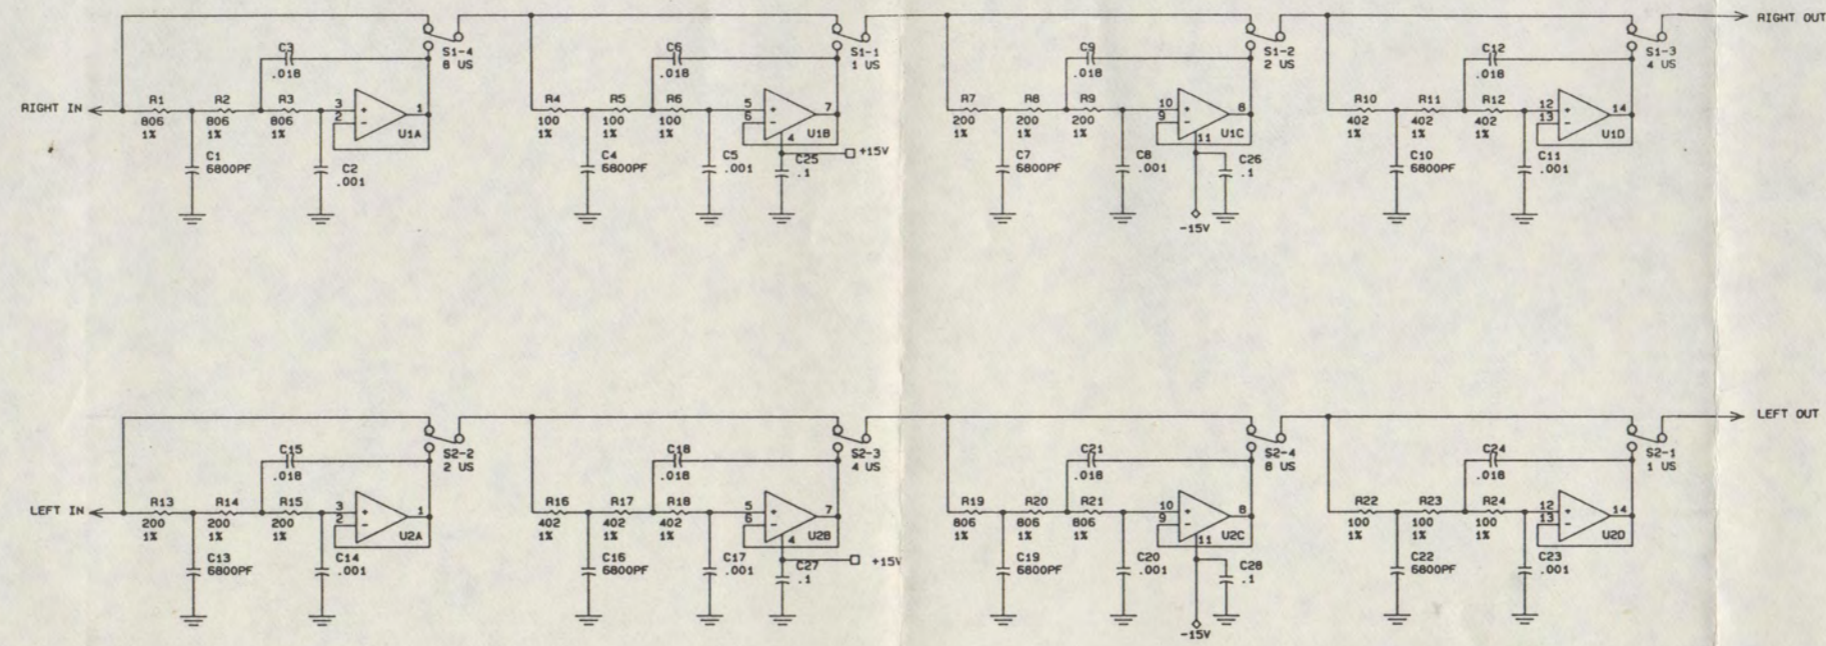 RIGHT OUT
C3
.018
S1-4
8 US
C6
.018
S1-1
1 US
C9
.018
S1-2
2 US
C12
.018
S1-3
4 US
RIGHT IN
R1
806
1%
R2
806
1%
R3
806
1%
3
2
+
-
1
U1A
C1
6800PF
C2
.001
R4
100
1%
R5
100
1%
R6
100
1%
5
6
+
-
7
4
U1B
+15V
C4
6800PF
C5
.001
C25
.1
R7
200
1%
R8
200
1%
R9
200
1%
10
9
+
-
8
11
U1C
C7
6800PF
C8
.001
C26
.1
-15V
R10
402
1%
R11
402
1%
R12
402
1%
12
13
+
-
14
U1D
C10
6800PF
C11
.001
LEFT OUT
C15
.018
S2-2
2 US
C18
.018
S2-3
4 US
C21
.018
S2-4
8 US
C24
.018
S2-1
1 US
LEFT IN
R13
200
1%
R14
200
1%
R15
200
1%
3
2
+
-
1
U2A
C13
6800PF
C14
.001
R16
402
1%
R17
402
1%
R18
402
1%
5
6
+
-
7
4
U2B
+15V
C16
6800PF
C17
.001
C27
.1
R19
806
1%
R20
806
1%
R21
806
1%
10
9
+
-
8
11
U2C
C19
6800PF
C20
.001
C28
.1
-15V
R22
100
1%
R23
100
1%
R24
100
1%
12
13
+
-
14
U2D
C22
6800PF
C23
.001